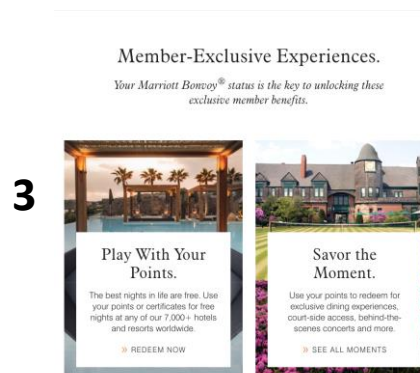 Member-Exclusive Experiences.
Your Marriott Bonvoy® status is the key to unlocking these
exclusive member benefits.
3
Play With Your
Points.
The best nights in life are free. Use
your points or certificates for free
nights at any of our 7,000+ hotels
and resorts worldwide.
» REDEEM NOW
Savor the
Moment.
Use your points to redeem for
exclusive dining experiences,
court-side access, behind-the-
scenes concerts and more.
» SEE ALL MOMENTS